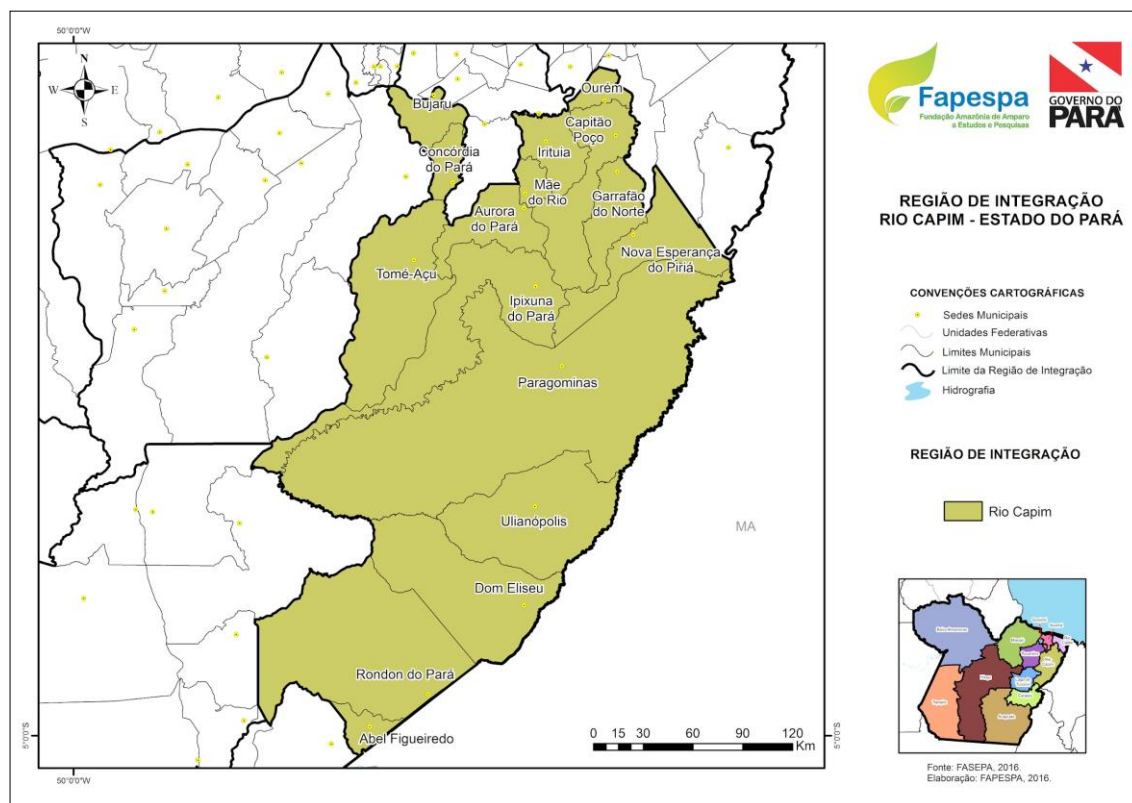 50°0'0"W
N
W
E
S
Bujaru
Ourém
Capitão
Poço
Concórdia
do Pará
Irituia
Mãe
do Rio
Garrafão
do Norte
Aurora
do Pará
Tomé-Açu
Nova Esperança
do Piriá
Ipixuna
do Pará
Paragominas
Ulianópolis
MA
Dom Eliseu
Rondon do Pará
Abel Figueiredo
0 15 30 60 90 120
Km
5°0'0"S
5°0'0"S
50°0'0"W
Fapespa
Fundação Amazônia de Amparo
a Estudos e Pesquisas
GOVERNO DO
PARÁ
REGIÃO DE INTEGRAÇÃO
RIO CAPIM - ESTADO DO PARÁ
CONVENÇÕES CARTOGRÁFICAS
Sedes Municipais
Unidades Federativas
Limites Municipais
Limite da Região de Integração
Hidrografia
REGIÃO DE INTEGRAÇÃO
Rio Capim
Fonte: FASEPA, 2016.
Elaboração: FAPESPA, 2016.